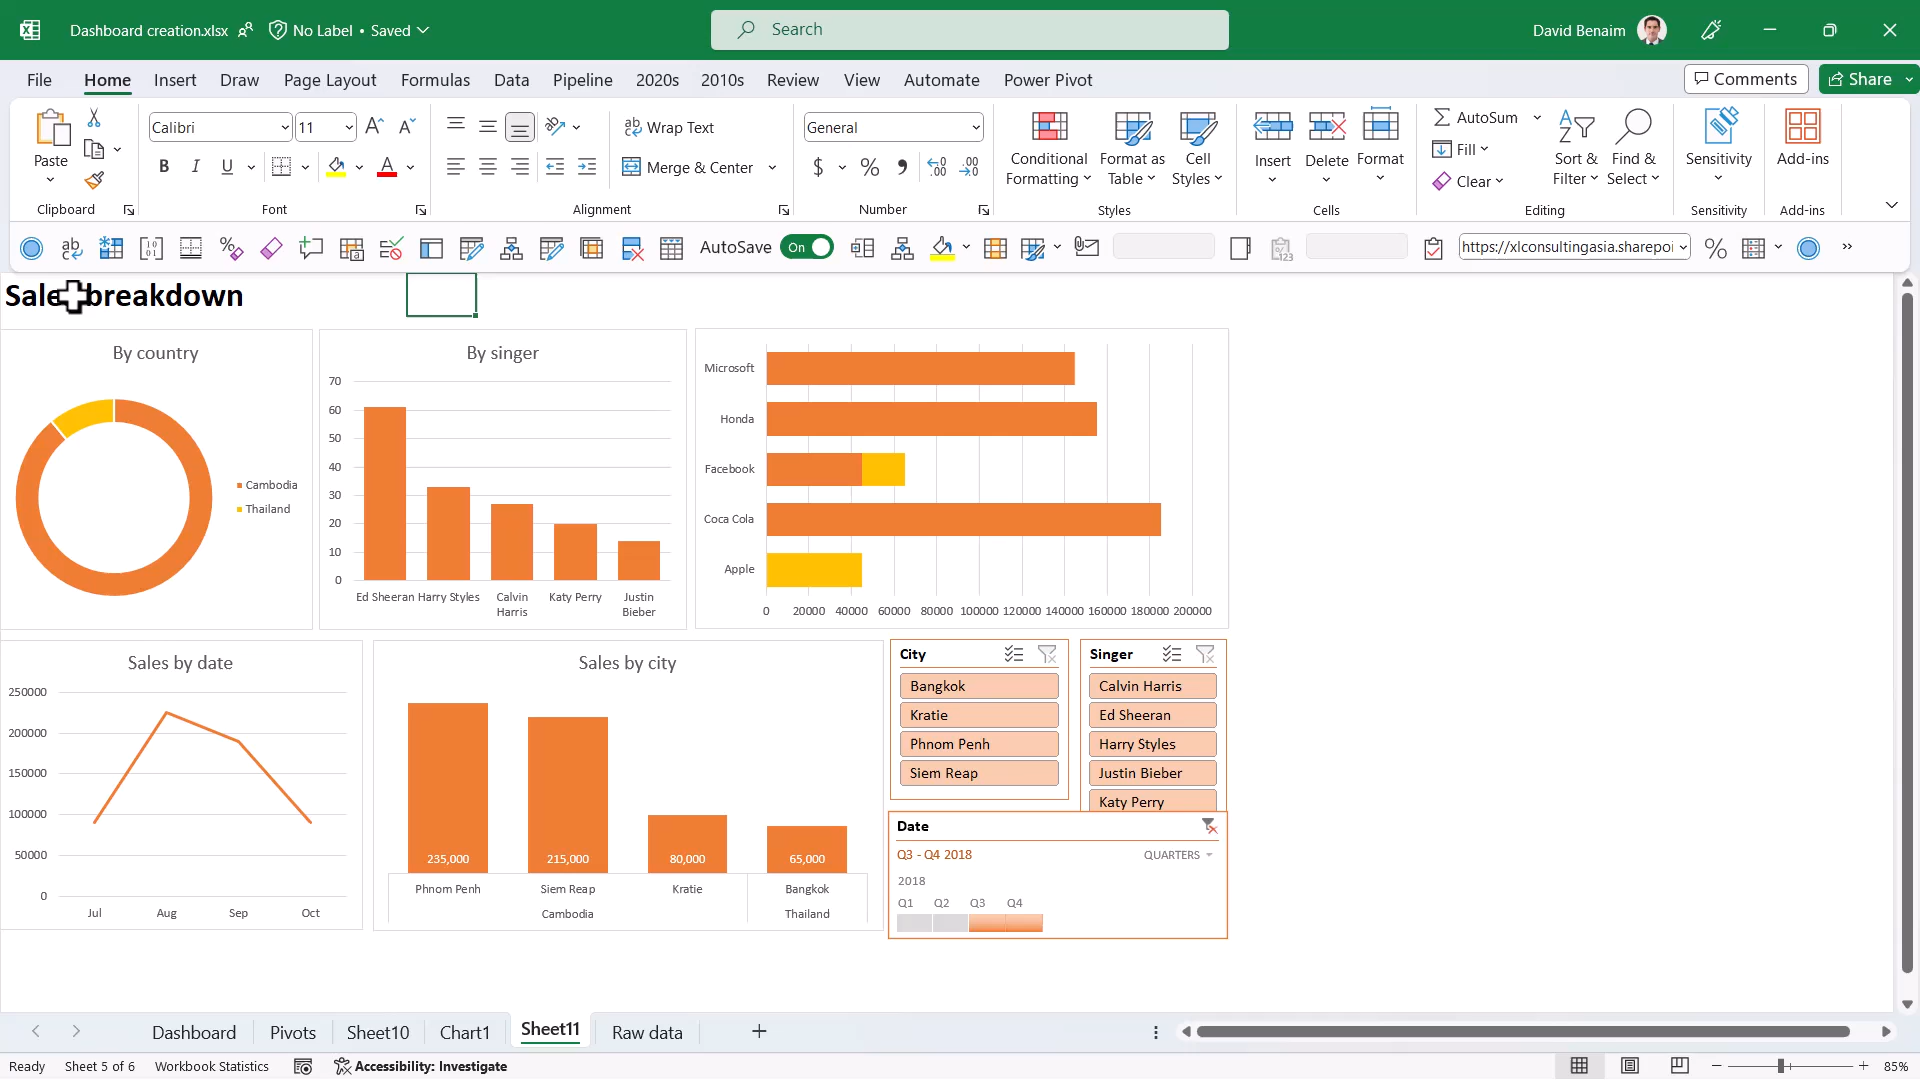 Dashboard creation.xlsx No Label • Saved
Search
David Benaim
File Home Insert Draw Page Layout Formulas Data Pipeline 2020s 2010s Review View Automate Power Pivot
Comments Share
Paste
Clipboard
Calibri 11
B I U A
Font
Wrap Text
Merge & Center
Alignment
General
$ % ,
Number
Conditional Formatting
Format as Table
Cell Styles
Styles
Insert Delete Format
Cells
AutoSum
Fill
Clear
Sort & Filter
Find & Select
Editing
Sensitivity
Sensitivity
Add-ins
Add-ins
AutoSave On
https://xlconsultingasia.sharepoi
breakdown
By country
Cambodia
Thailand
By singer
70
60
50
40
30
20
10
0
Ed Sheeran Harry Styles Calvin Harris Katy Perry Justin Bieber
Microsoft
Honda
Facebook
Coca Cola
Apple
0 20000 40000 60000 80000 100000 120000 140000 160000 180000 200000
Sales by date
250000
200000
150000
100000
50000
0
Jul Aug Sep Oct
Sales by city
235,000 215,000 80,000 65,000
Phnom Penh Siem Reap Kratie Bangkok
Cambodia Thailand
City
Bangkok
Kratie
Phnom Penh
Siem Reap
Singer
Calvin Harris
Ed Sheeran
Harry Styles
Justin Bieber
Katy Perry
Date
Q3 - Q4 2018 QUARTERS
2018
Q1 Q2 Q3 Q4
Dashboard Pivots Sheet10 Chart1 Sheet11 Raw data
Ready Sheet 5 of 6 Workbook Statistics Accessibility: Investigate
85%